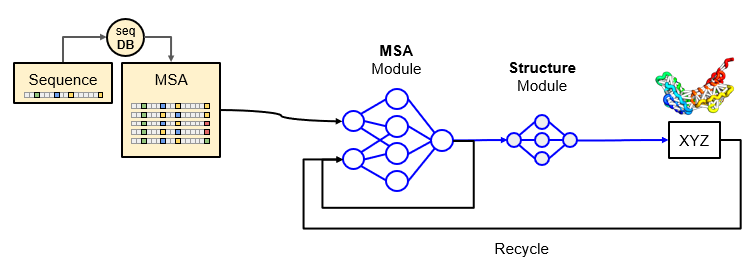 seq
DB
Sequence
MSA
MSA
Module
Structure
Module
XYZ
Recycle